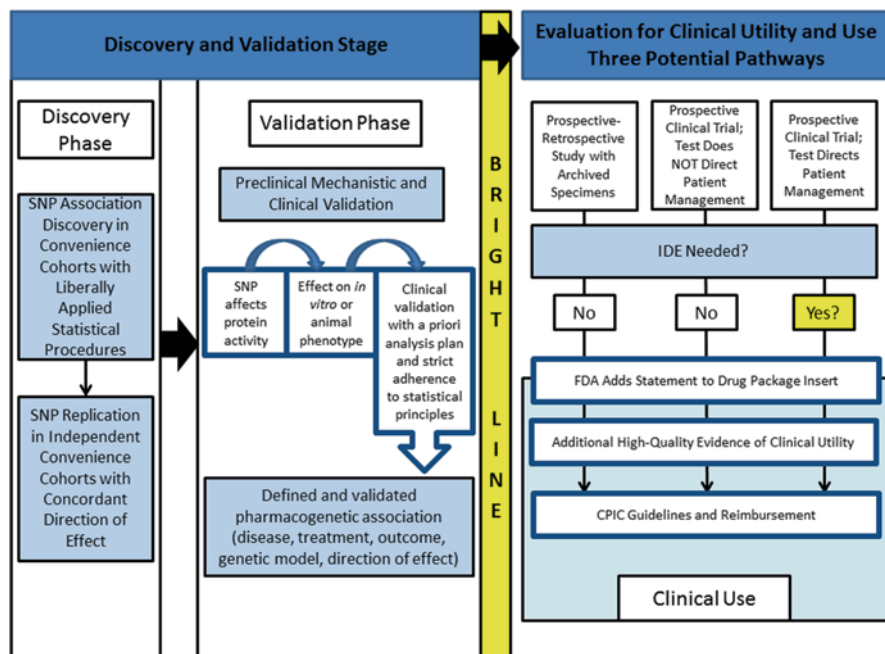 Discovery and Validation Stage
Discovery
Phase
SNP Association
Discovery in
Convenience
Cohorts with
Liberally
Applied
Statistical
Procedures
SNP Replication
in Independent
Convenience
Cohorts with
Concordant
Direction of
Effect
Validation Phase
Preclinical Mechanistic and
Clinical Validation
SNP
affects
protein
activity
Effect on in
vitro or
animal
phenotype
Clinical
validation
with a priori
analysis plan
and strict
adherence
to statistical
principles
Defined and validated
pharmacogenetic association
(disease, treatment, outcome,
genetic model, direction of effect)
BRIGHT LINE
Evaluation for Clinical Utility and Use
Three Potential Pathways
Prospective-
Retrospective
Study with
Archived
Specimens
Prospective
Clinical Trial;
Test Does
NOT Direct
Patient
Management
Prospective
Clinical Trial;
Test Directs
Patient
Management
IDE Needed?
No
No
Yes?
FDA Adds Statement to Drug Package Insert
Additional High-Quality Evidence of Clinical Utility
CPIC Guidelines and Reimbursement
Clinical Use